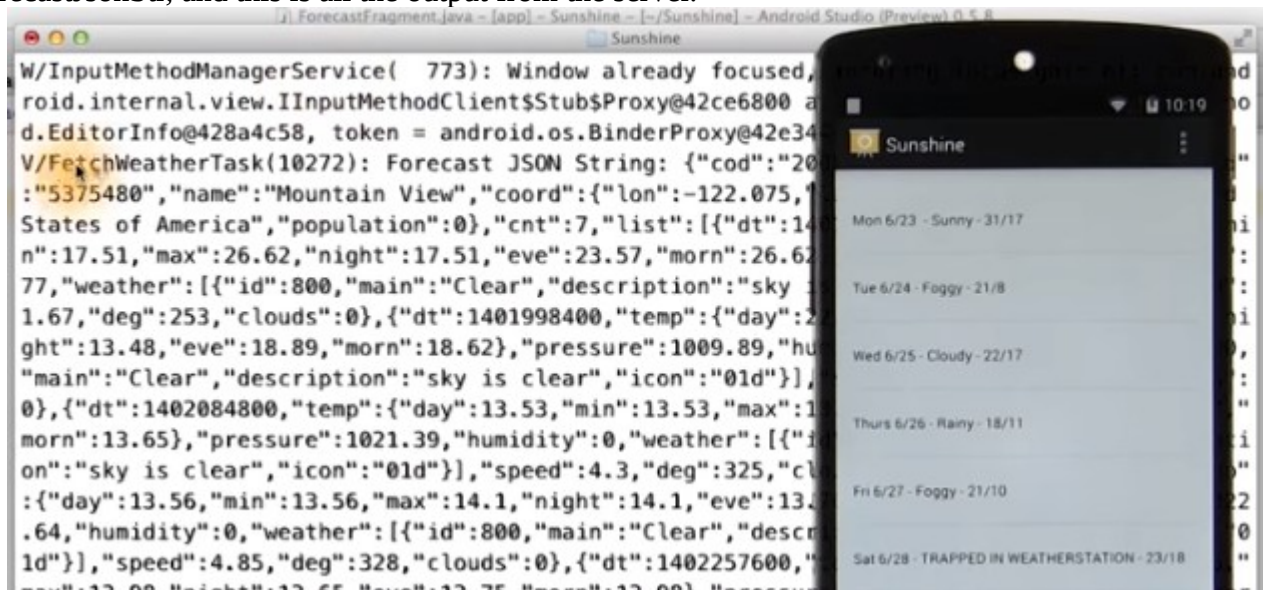 and this is all the output from the server.
ForecastFragment.java - [app] - Sunshine - [~/Sunshine] - Android Studio (Preview) 0.5.8
Sunshine
W/InputMethodManagerService( 773): Window already focused,
roid.internal.view.IInputMethodClient$Stub$Proxy@42ce6800 a
d.EditorInfo@428a4c58, token = android.os.BinderProxy@42e34
V/FetchWeatherTask(10272): Forecast JSON String: {"cod":"20
:"5375480","name":"Mountain View","coord":{"lon":-122.075,"
States of America","population":0},"cnt":7,"list":[{"dt":14
n":17.51,"max":26.62,"night":17.51,"eve":23.57,"morn":26.62
77,"weather":[{"id":800,"main":"Clear","description":"sky i
1.67,"deg":253,"clouds":0},{"dt":1401998400,"temp":{"day":2
ght":13.48,"eve":18.89,"morn":18.62},"pressure":1009.89,"hu
"main":"Clear","description":"sky is clear","icon":"01d"}],
0},{"dt":1402084800,"temp":{"day":13.53,"min":13.53,"max":1
morn":13.65},"pressure":1021.39,"humidity":0,"weather":[{"i
on":"sky is clear","icon":"01d"}],"speed":4.3,"deg":325,"cl
:{"day":13.56,"min":13.56,"max":14.1,"night":14.1,"eve":13.
.64,"humidity":0,"weather":[{"id":800,"main":"Clear","descr
1d"}],"speed":4.85,"deg":328,"clouds":0},{"dt":1402257600,"
10:19
Sunshine
Mon 6/23 - Sunny - 31/17
Tue 6/24 - Foggy - 21/8
Wed 6/25 - Cloudy - 22/17
Thurs 6/26 - Rainy - 18/11
Fri 6/27 - Foggy - 21/10
Sat 6/28 - TRAPPED IN WEATHERSTATION - 23/18